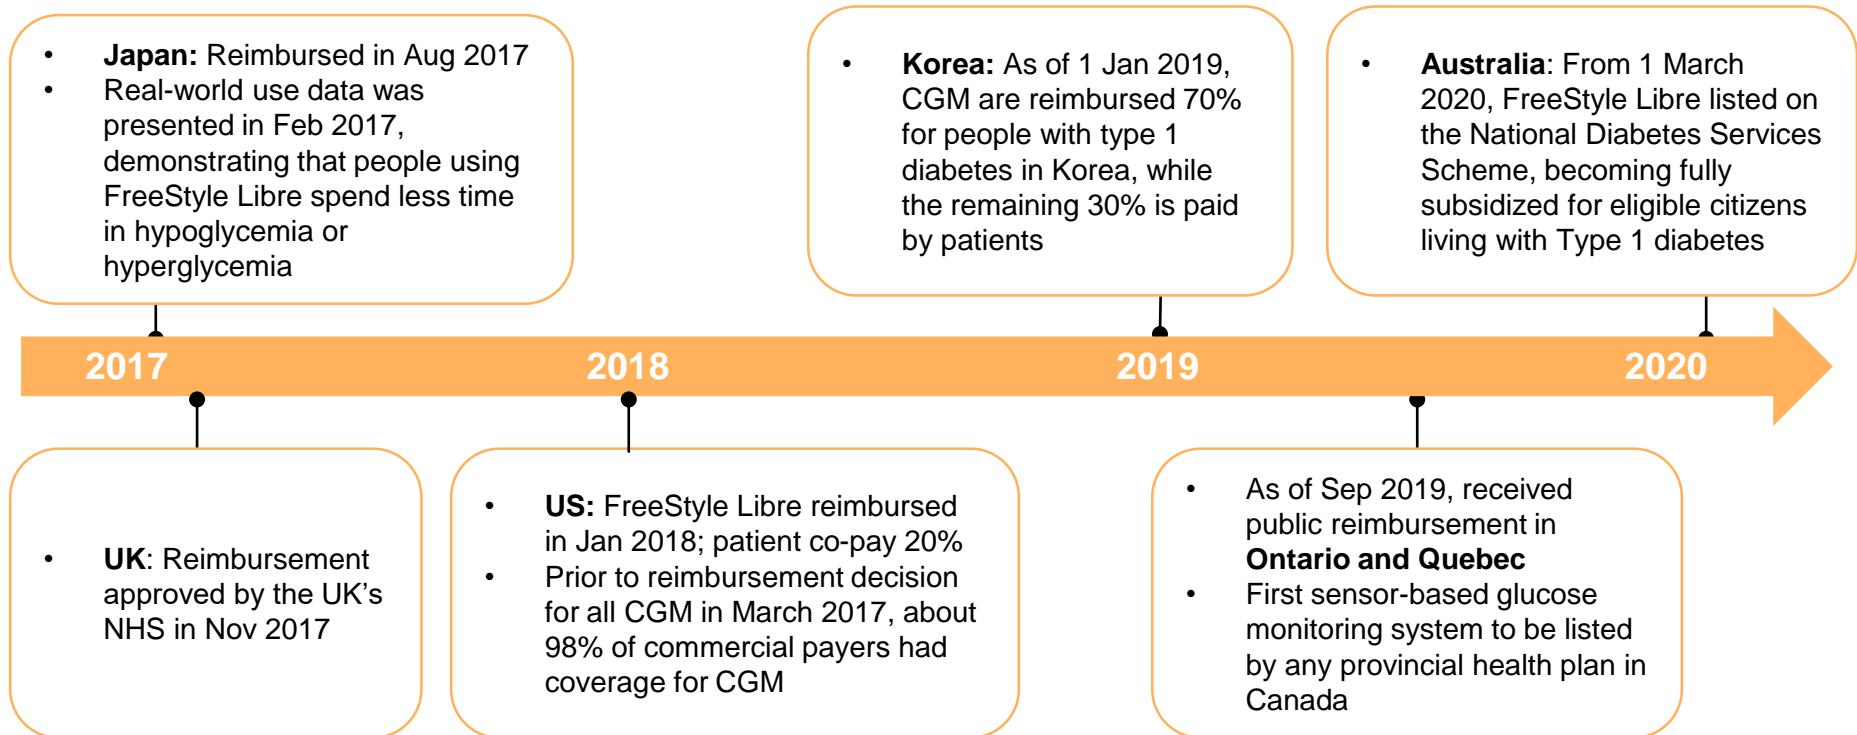 • Japan: Reimbursed in Aug 2017
• Real-world use data was
presented in Feb 2017,
demonstrating that people using
FreeStyle Libre spend less time
in hypoglycemia or
hyperglycemia
• Korea: As of 1 Jan 2019,
CGM are reimbursed 70%
for people with type 1
diabetes in Korea, while
the remaining 30% is paid
by patients
• Australia: From 1 March
2020, FreeStyle Libre listed on
the National Diabetes Services
Scheme, becoming fully
subsidized for eligible citizens
living with Type 1 diabetes
2017
2018
2019
2020
• UK: Reimbursement
approved by the UK’s
NHS in Nov 2017
• US: FreeStyle Libre reimbursed
in Jan 2018; patient co-pay 20%
• Prior to reimbursement decision
for all CGM in March 2017, about
98% of commercial payers had
coverage for CGM
• As of Sep 2019, received
public reimbursement in
Ontario and Quebec
• First sensor-based glucose
monitoring system to be listed
by any provincial health plan in
Canada